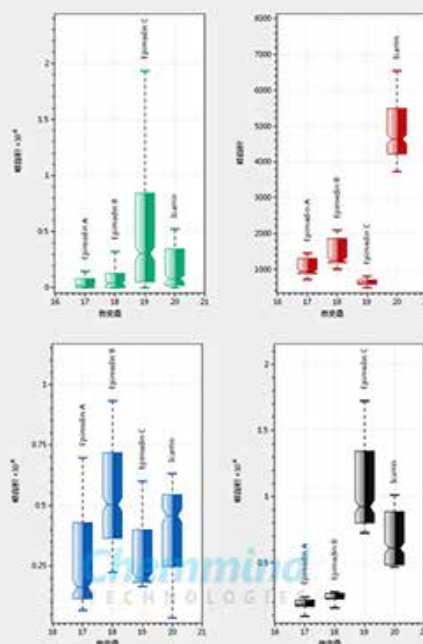 Epimedin C
Epimedin A
Epimedin B
Icariin
2
1.5
1
0.5
0
16 17 18 19 20 21
8000
7000
6000
5000
4000
3000
2000
1000
Epimedin A
Epimedin B
Epimedin C
Icariin
16 17 18 19 20 21
1
0.75
0.5
0.25
Epimedin A
Epimedin B
Epimedin C
Icariin
16 17 18 19 20 21
2
1.5
1
0.5
Epimedin A
Epimedin B
Epimedin C
Icariin
16 17 18 19 20 21
Chemmind
TECHNOLOGIES